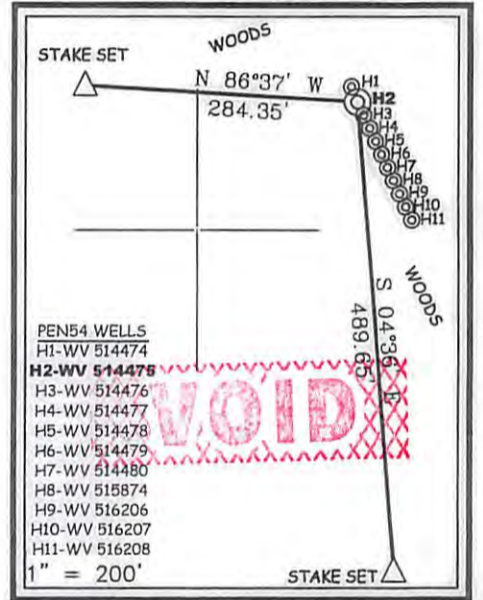 WOODS
STAKE SET
N 86°37' W
284.35'
H1
H2
H3
H4
H5
H6
H7
H8
H9
H10
H11
WOODS
S 04°36' E
489.65'
PEN54 WELLS
H1-WV 514474
H2-WV 514475
H3-WV 514476
H4-WV 514477
H5-WV 514478
H6-WV 514479
H7-WV 514480
H8-WV 515874
H9-WV 516206
H10-WV 516207
H11-WV 516208
VOID
1" = 200'
STAKE SET